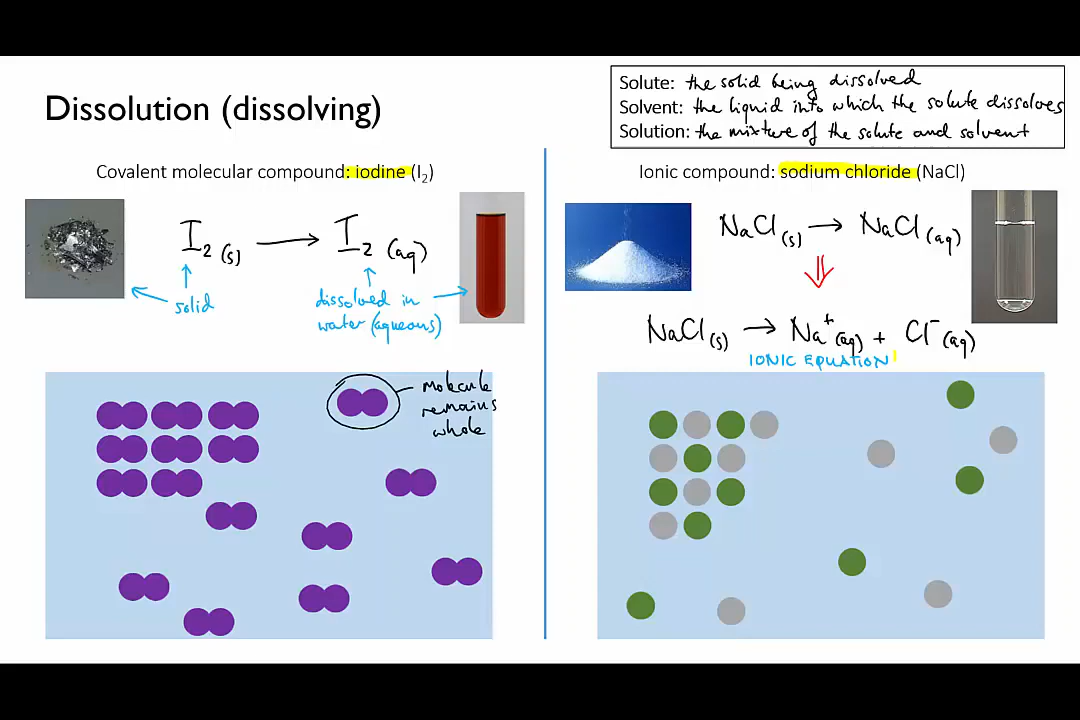 Dissolution (dissolving)
Solute: the solid being dissolved
Solvent: the liquid into which the solute dissolves
Solution: the mixture of the solute and solvent
Covalent molecular compound: iodine (I₂)
I₂ (s) → I₂ (aq)
solid
dissolved in
water (aqueous)
molecule
remains
whole
Ionic compound: sodium chloride (NaCl)
NaCl (s) → NaCl (aq)
⇓
NaCl (s) → Na⁺ (aq) + Cl⁻ (aq)
IONIC EQUATION